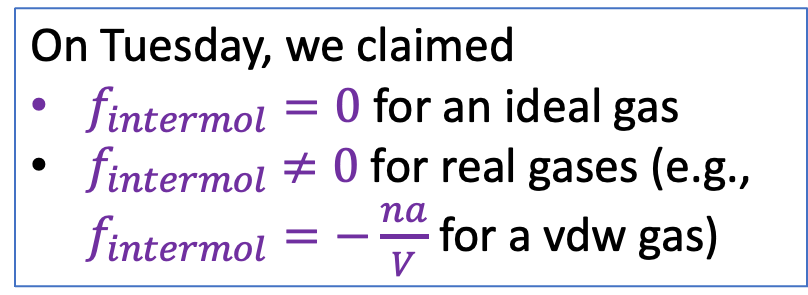 On Tuesday, we claimed
• f_intermol = 0 for an ideal gas
• f_intermol ≠ 0 for real gases (e.g.,
f_intermol = − na/V for a vdw gas)